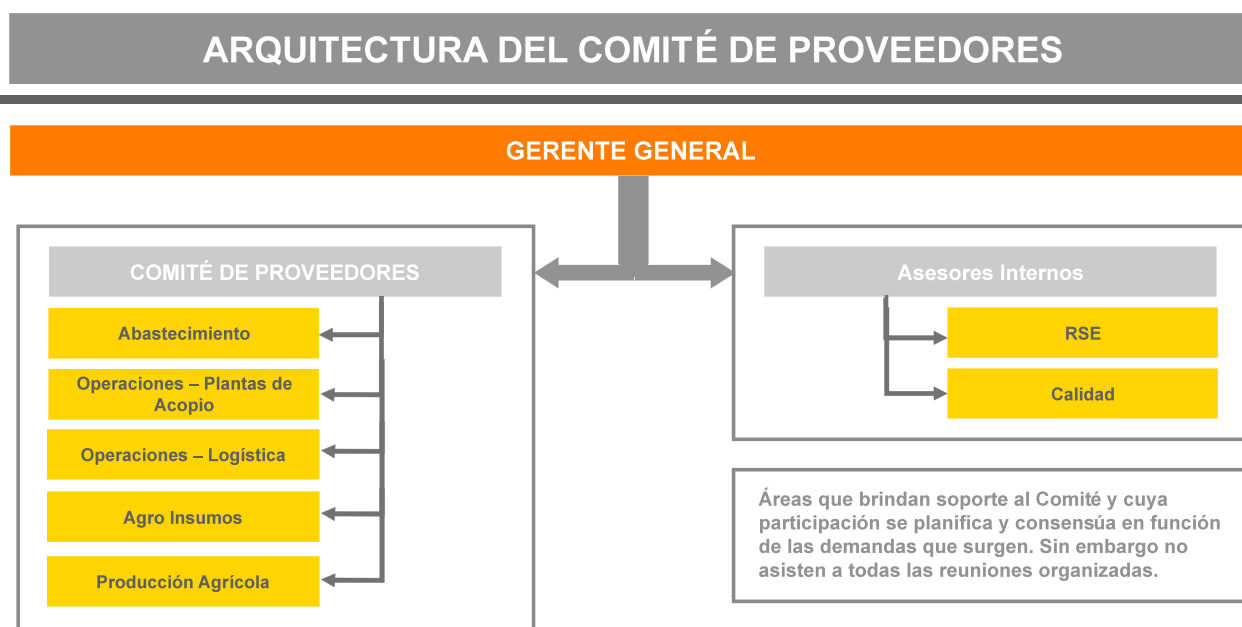 ARQUITECTURA DEL COMITÉ DE PROVEEDORES
GERENTE GENERAL
COMITÉ DE PROVEEDORES
Abastecimiento
Operaciones – Plantas de
Acopio
Operaciones – Logística
Agro Insumos
Producción Agrícola
Asesores Internos
RSE
Calidad
Áreas que brindan soporte al Comité y cuya
participación se planifica y consensúa en función
de las demandas que surgen. Sin embargo no
asisten a todas las reuniones organizadas.